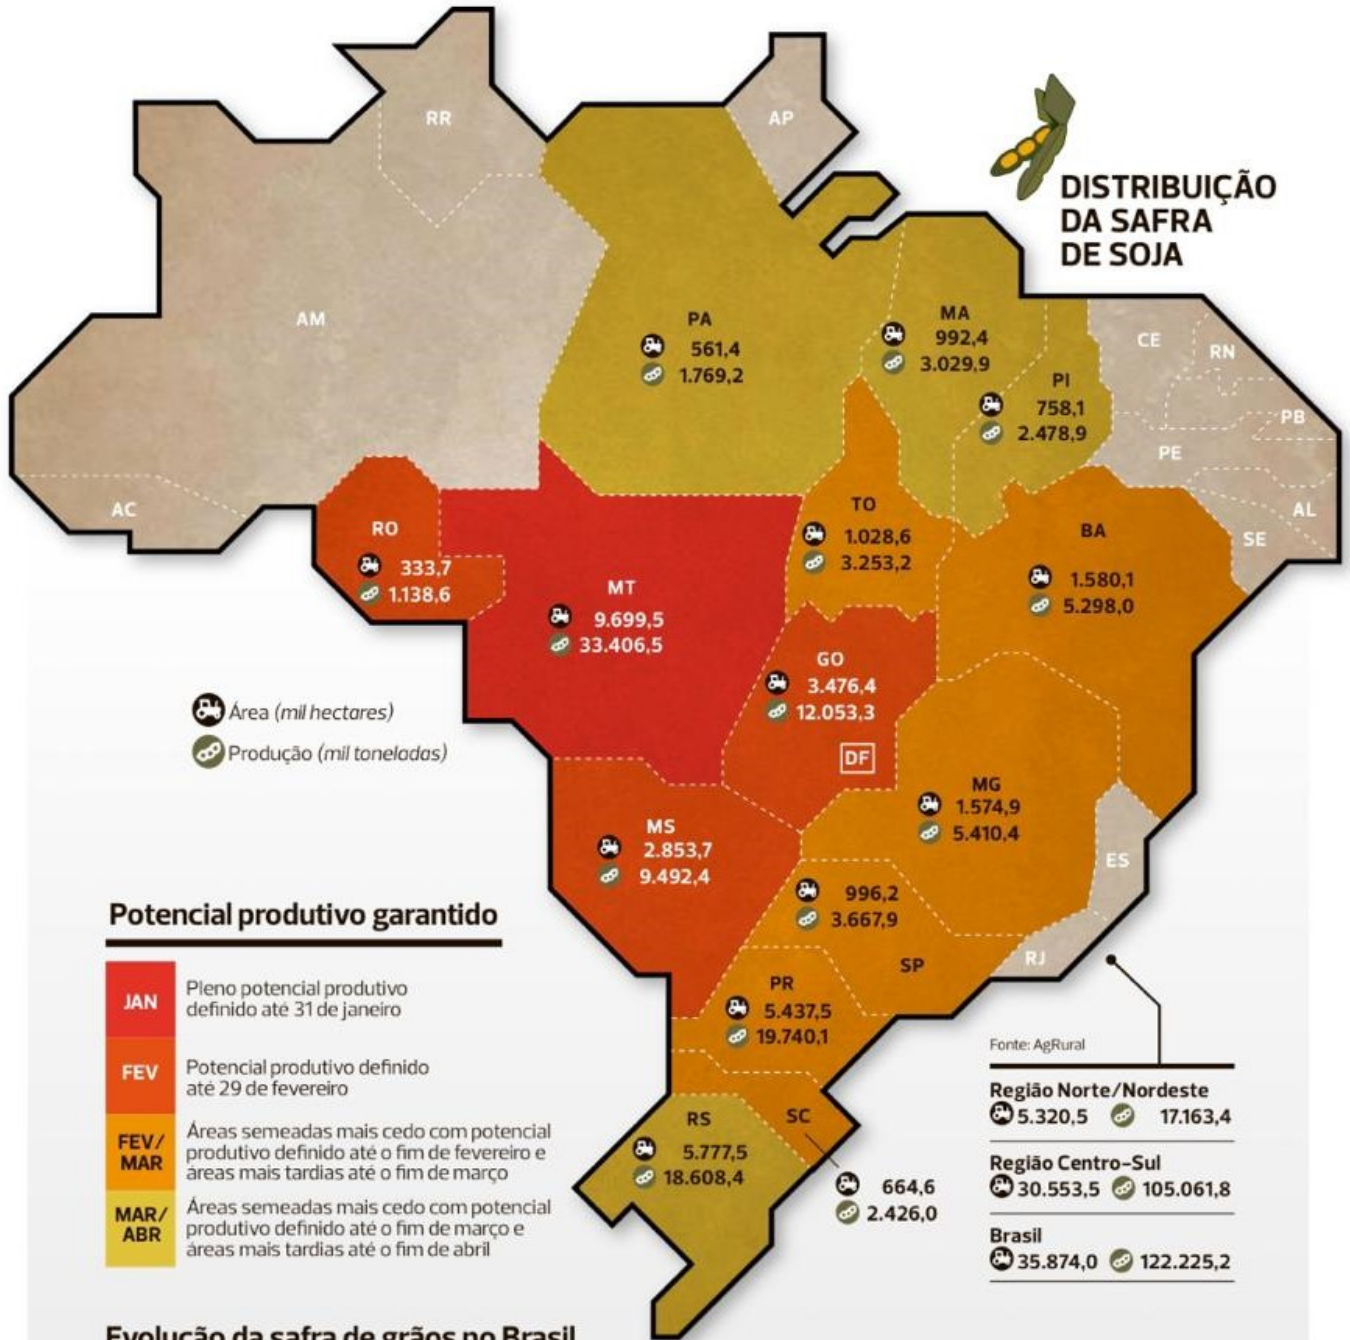 DISTRIBUIÇÃO
DA SAFRA
DE SOJA
RR
AP
AM
PA
561,4
1.769,2
MA
992,4
3.029,9
PI
758,1
2.478,9
CE
RN
PB
PE
AL
SE
AC
RO
333,7
1.138,6
MT
9.699,5
33.406,5
TO
1.028,6
3.253,2
BA
1.580,1
5.298,0
GO
3.476,4
12.053,3
DF
MG
1.574,9
5.410,4
ES
RJ
MS
2.853,7
9.492,4
996,2
3.667,9
SP
PR
5.437,5
19.740,1
SC
664,6
2.426,0
RS
5.777,5
18.608,4
Área (mil hectares)
Produção (mil toneladas)
Potencial produtivo garantido
JAN
Pleno potencial produtivo
definido até 31 de janeiro
FEV
Potencial produtivo definido
até 29 de fevereiro
FEV/
MAR
Áreas semeadas mais cedo com potencial
produtivo definido até o fim de fevereiro e
áreas mais tardias até o fim de março
MAR/
ABR
Áreas semeadas mais cedo com potencial
produtivo definido até o fim de março e
áreas mais tardias até o fim de abril
Fonte: AgRural
Região Norte/Nordeste
5.320,5 17.163,4
Região Centro-Sul
30.553,5 105.061,8
Brasil
35.874,0 122.225,2
Evolução da safra de grãos no Brasil